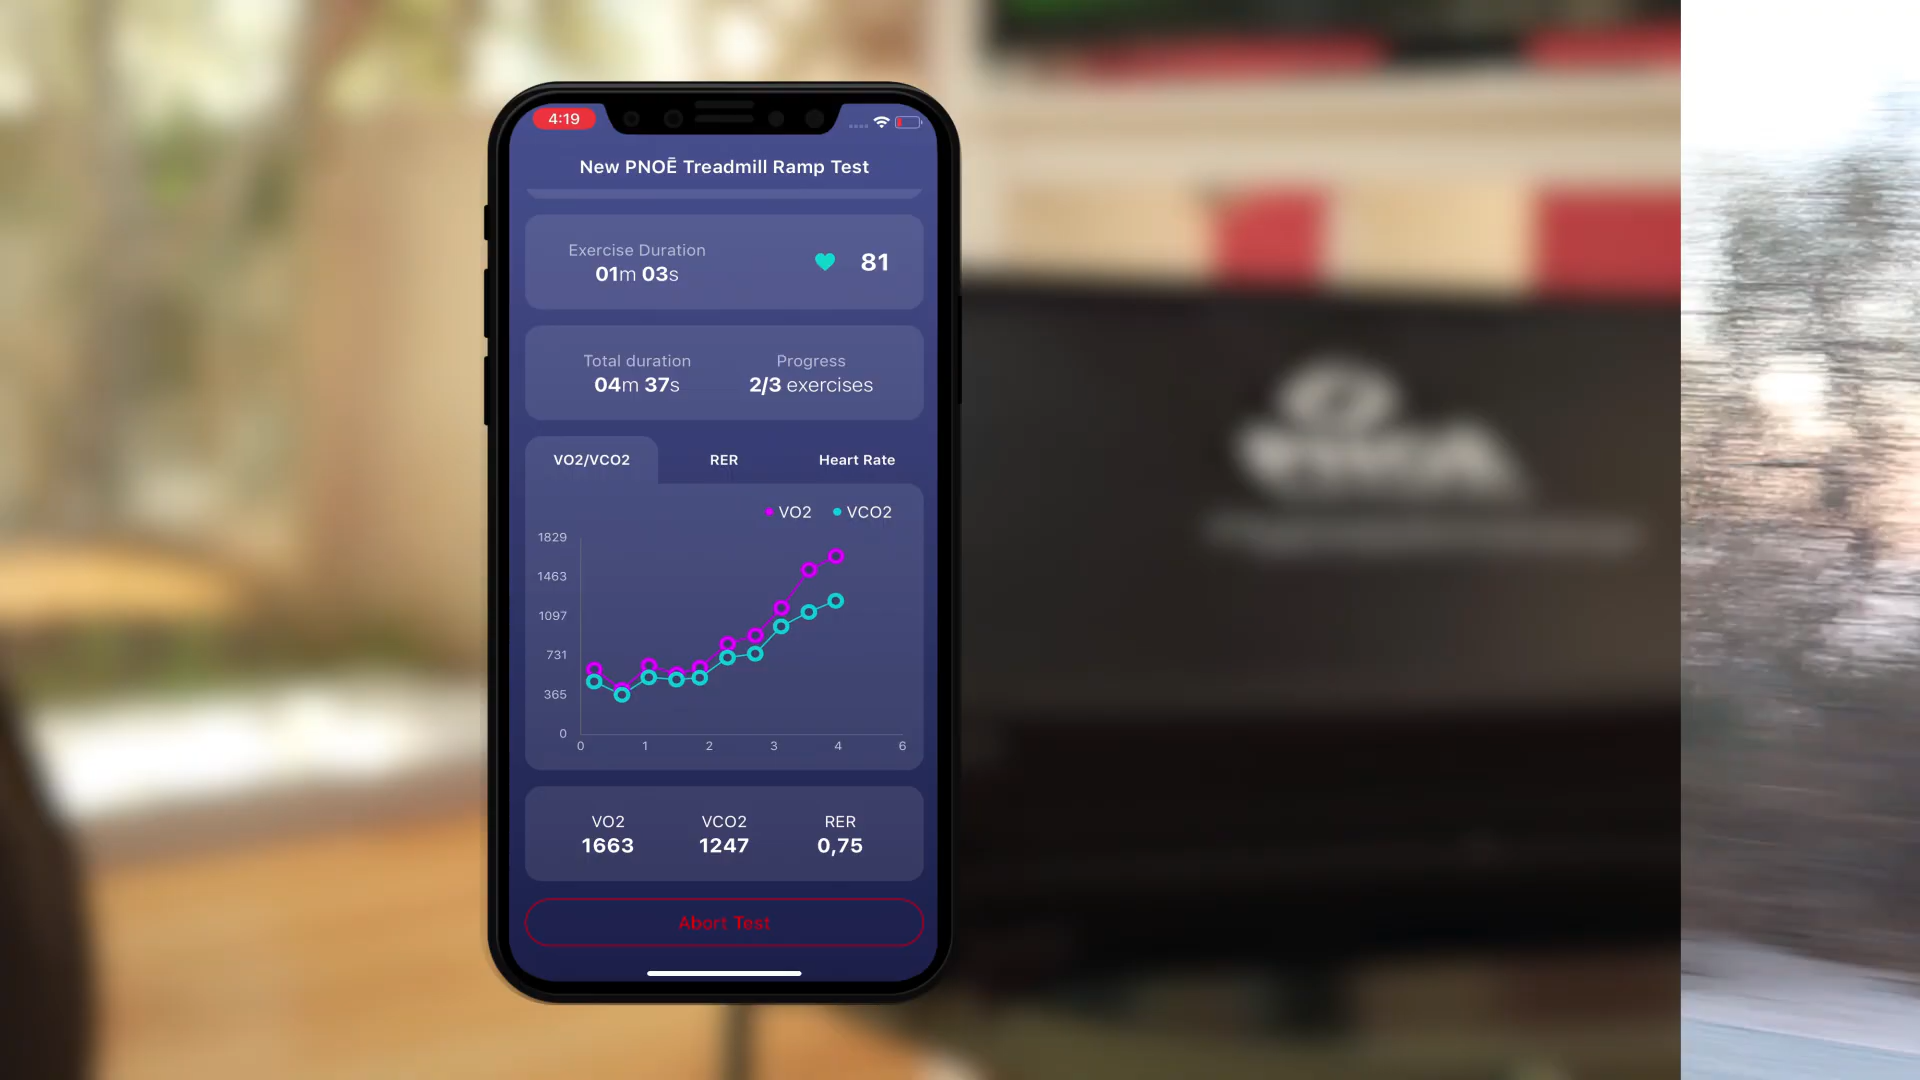 4:19
New PNOĒ Treadmill Ramp Test
Exercise Duration
01m 03s
81
Total duration
04m 37s
Progress
2/3 exercises
VO2/VCO2
RER
Heart Rate
VO2
VCO2
1829
1463
1097
731
365
0
0 1 2 3 4 6
VO2
1663
VCO2
1247
RER
0,75
Abort Test